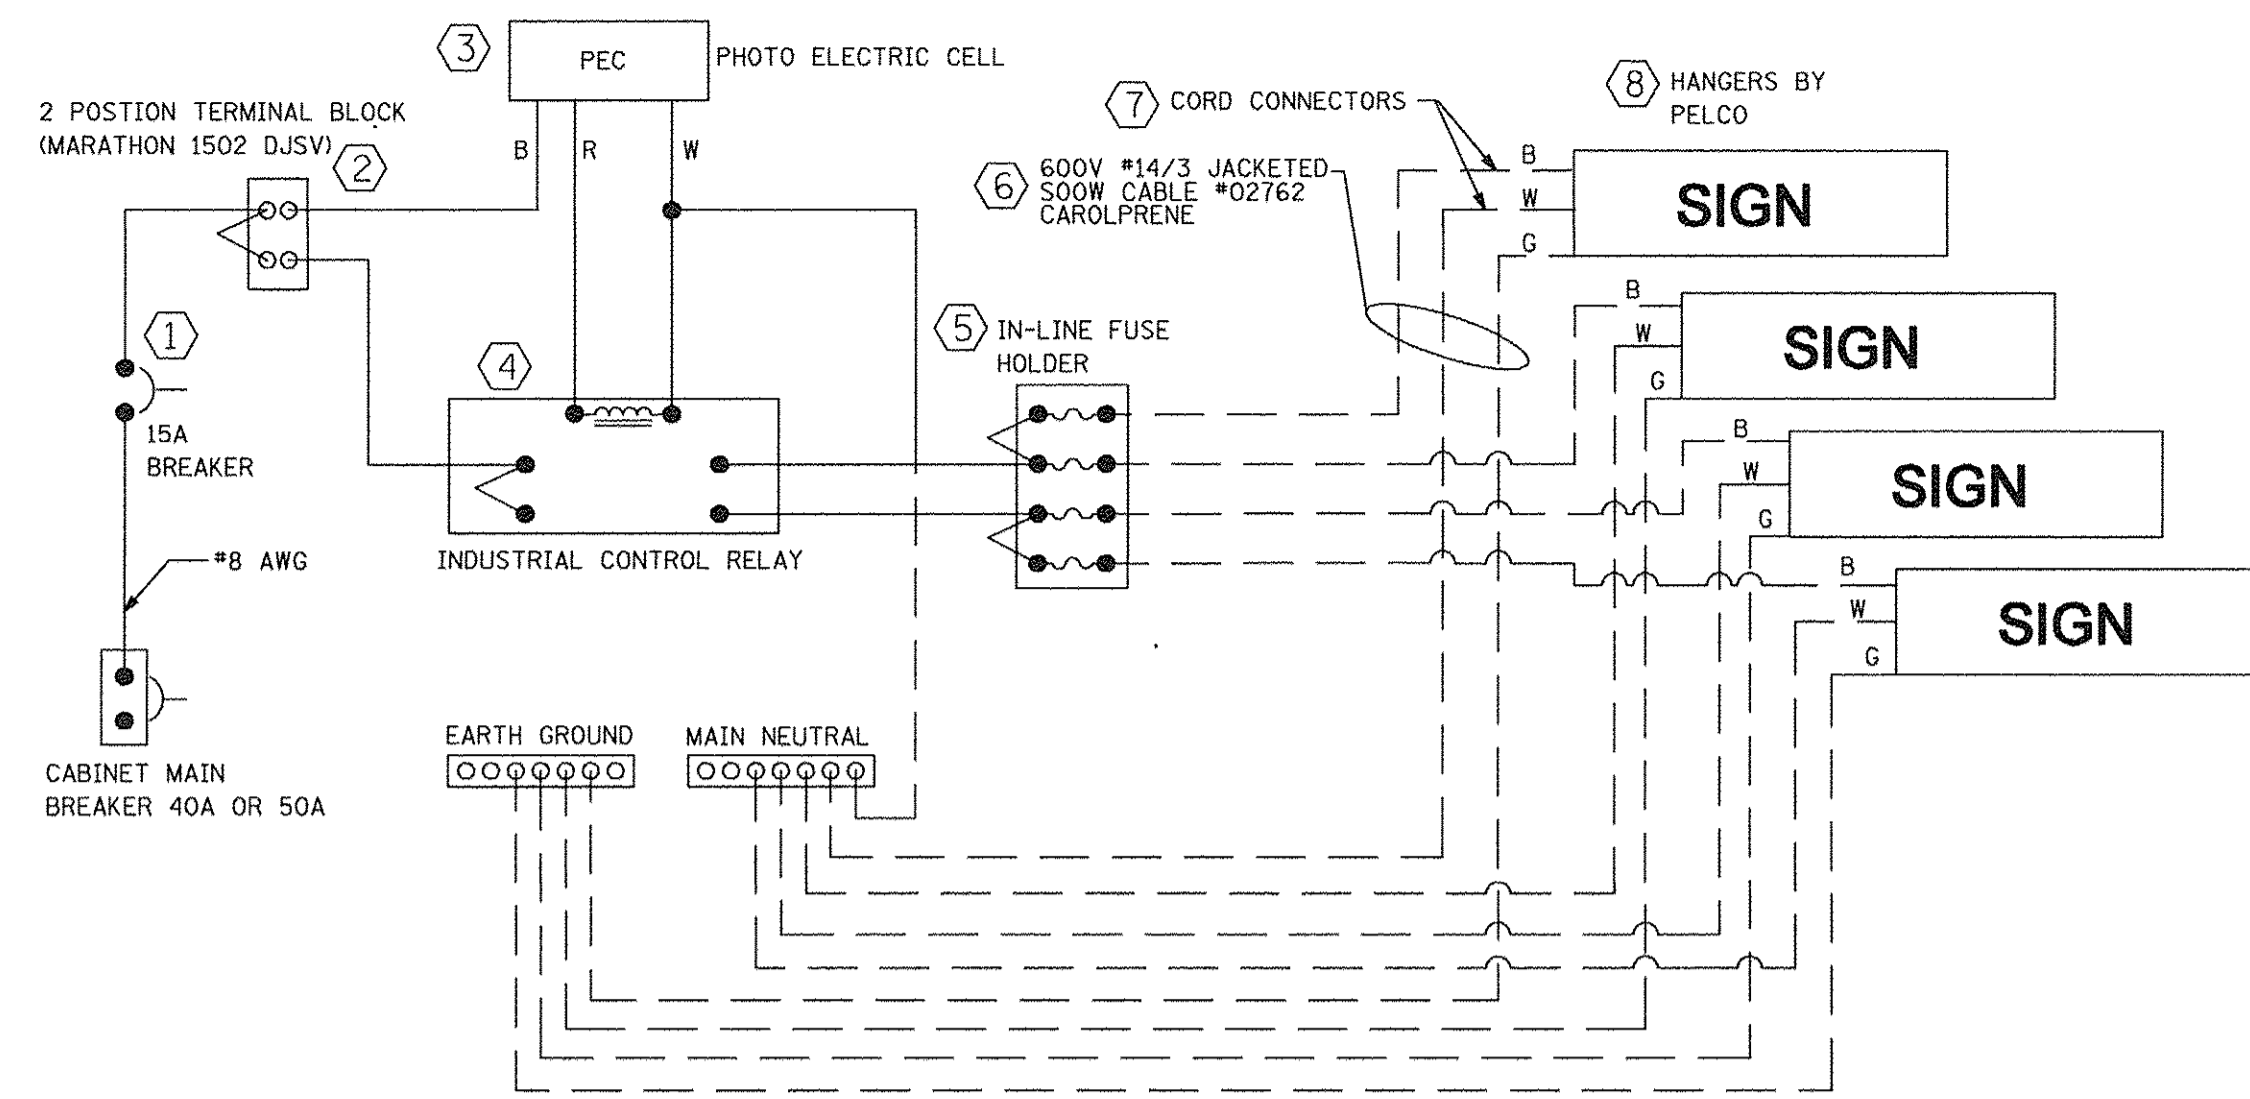 3
PEC
PHOTO ELECTRIC CELL
2 POSTION TERMINAL BLOCK
(MARATHON 1502 DJSV)
2
B
R
W
1
15A
BREAKER
#8 AWG
CABINET MAIN
BREAKER 40A OR 50A
4
INDUSTRIAL CONTROL RELAY
5
IN-LINE FUSE
HOLDER
EARTH GROUND
MAIN NEUTRAL
7
CORD CONNECTORS
6
600V #14/3 JACKETED
SOOW CABLE #02762
CAROLPRENE
8
HANGERS BY
PELCO
B
W
G
SIGN
B
W
G
SIGN
B
W
G
SIGN
B
W
G
SIGN